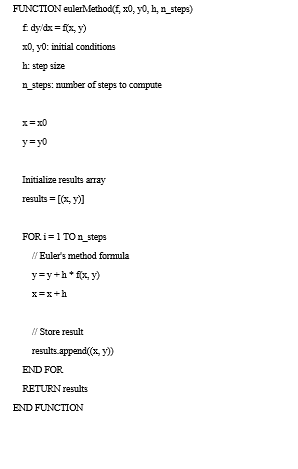 FUNCTION eulerMethod(f, x0, y0, h, n_steps)
f: dy/dx = f(x, y)
x0, y0: initial conditions
h: step size
n_steps: number of steps to compute
x = x0
y = y0
Initialize results array
results = [(x, y)]
FOR i = 1 TO n_steps
// Euler's method formula
y = y + h * f(x, y)
x = x + h
// Store result
results.append((x, y))
END FOR
RETURN results
END FUNCTION